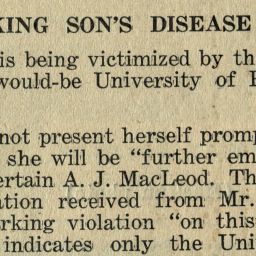 KING SON'S DISEASE
is being victimized by th
would-be University of
not present herself promp
she will be "further em
ertain A. J. MacLeod. Th
ation received from Mr.
rking violation "on this
indicates only the Uni